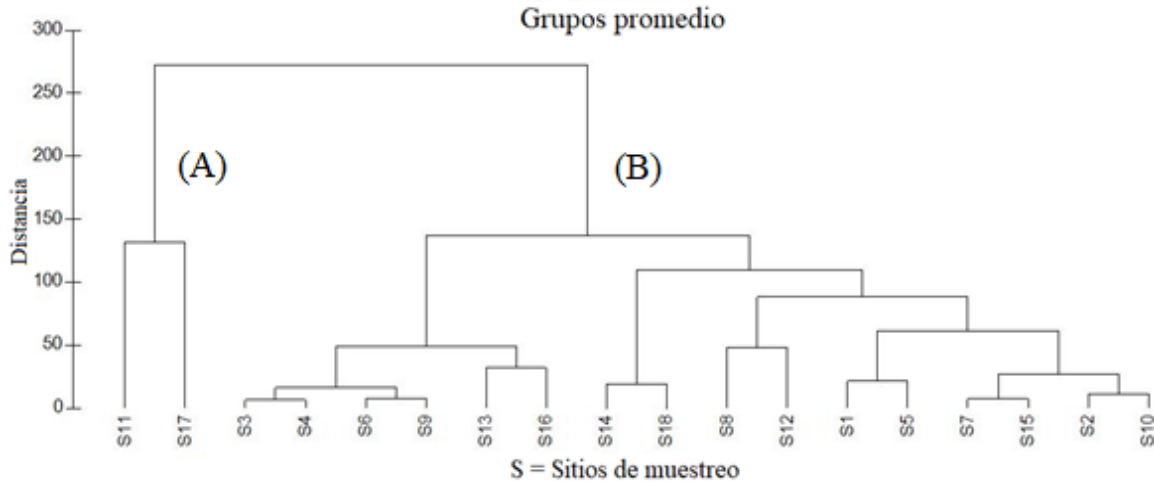 Grupos promedio
300
250
200
150
100
50
0
Distancia
(A)
(B)
S11
S17
S3
S4
S6
S9
S13
S16
S14
S18
S8
S12
S1
S5
S7
S15
S2
S10
S = Sitios de muestreo